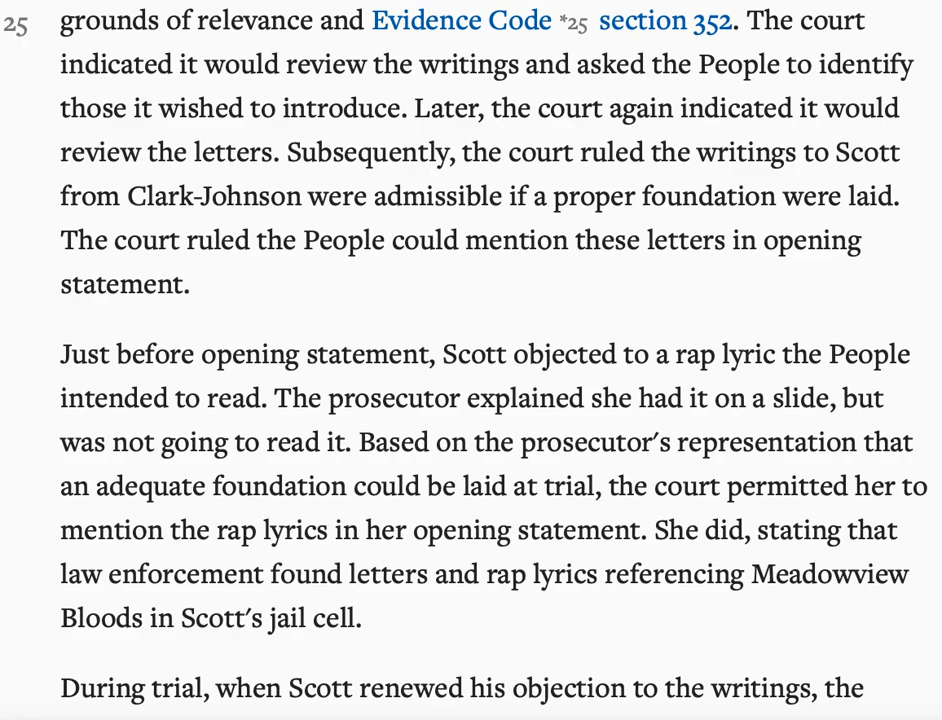 25 grounds of relevance and Evidence Code *25 section 352. The court
indicated it would review the writings and asked the People to identify
those it wished to introduce. Later, the court again indicated it would
review the letters. Subsequently, the court ruled the writings to Scott
from Clark-Johnson were admissible if a proper foundation were laid.
The court ruled the People could mention these letters in opening
statement.
Just before opening statement, Scott objected to a rap lyric the People
intended to read. The prosecutor explained she had it on a slide, but
was not going to read it. Based on the prosecutor's representation that
an adequate foundation could be laid at trial, the court permitted her to
mention the rap lyrics in her opening statement. She did, stating that
law enforcement found letters and rap lyrics referencing Meadowview
Bloods in Scott's jail cell.
During trial, when Scott renewed his objection to the writings, the